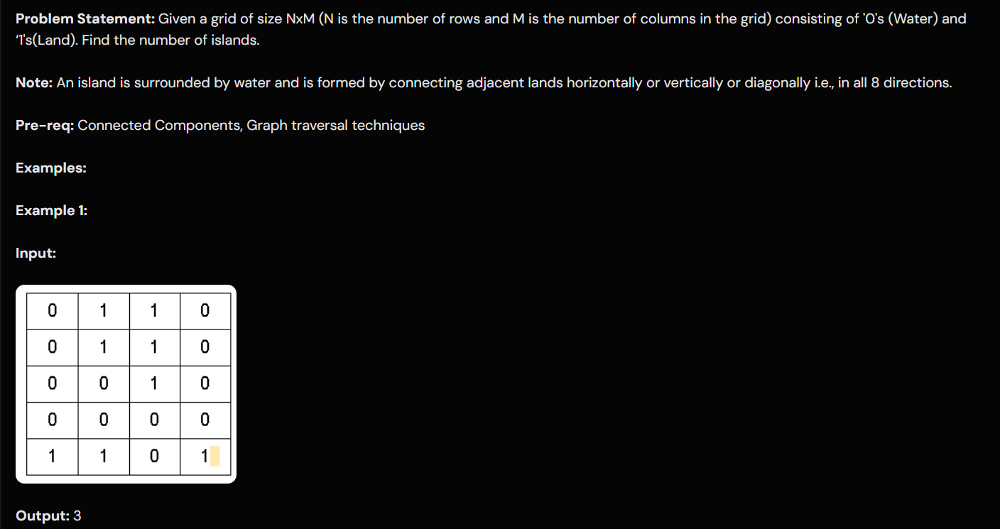 Problem Statement: Given a grid of size NxM (N is the number of rows and M is the number of columns in the grid) consisting of '0's (Water) and
‘1's(Land). Find the number of islands.
Note: An island is surrounded by water and is formed by connecting adjacent lands horizontally or vertically or diagonally i.e., in all 8 directions.
Pre-req: Connected Components, Graph traversal techniques
Examples:
Example 1:
Input:
0 1 1 0
0 1 1 0
0 0 1 0
0 0 0 0
1 1 0 1
Output: 3